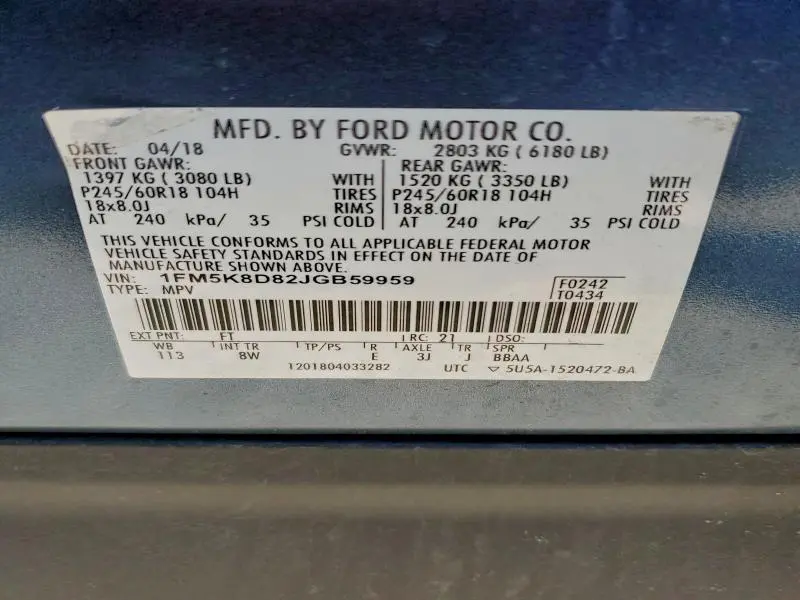 MFD. BY FORD MOTOR CO.
DATE: 04/18 GVWR: 2803 KG ( 6180 LB)
FRONT GAWR: REAR GAWR:
1397 KG ( 3080 LB) WITH 1520 KG ( 3350 LB) WITH
P245/60R18 104H TIRES P245/60R18 104H TIRES
18x8.0J RIMS 18x8.0J RIMS
AT 240 kPa/ 35 PSI COLD AT 240 kPa/ 35 PSI COLD
THIS VEHICLE CONFORMS TO ALL APPLICABLE FEDERAL MOTOR
VEHICLE SAFETY STANDARDS IN EFFECT ON THE DATE OF
MANUFACTURE SHOWN ABOVE.
VIN: 1FM5K8D82JGB59959 F0242
TYPE: MPV T0434
EXT PNT: FT RC: 21 DSO:
WB INT TR TP/PS R AXLE TR SPR
113 8W E 3J J BBAA
1201804033282 UTC ▽ 5U5A-1520472-BA